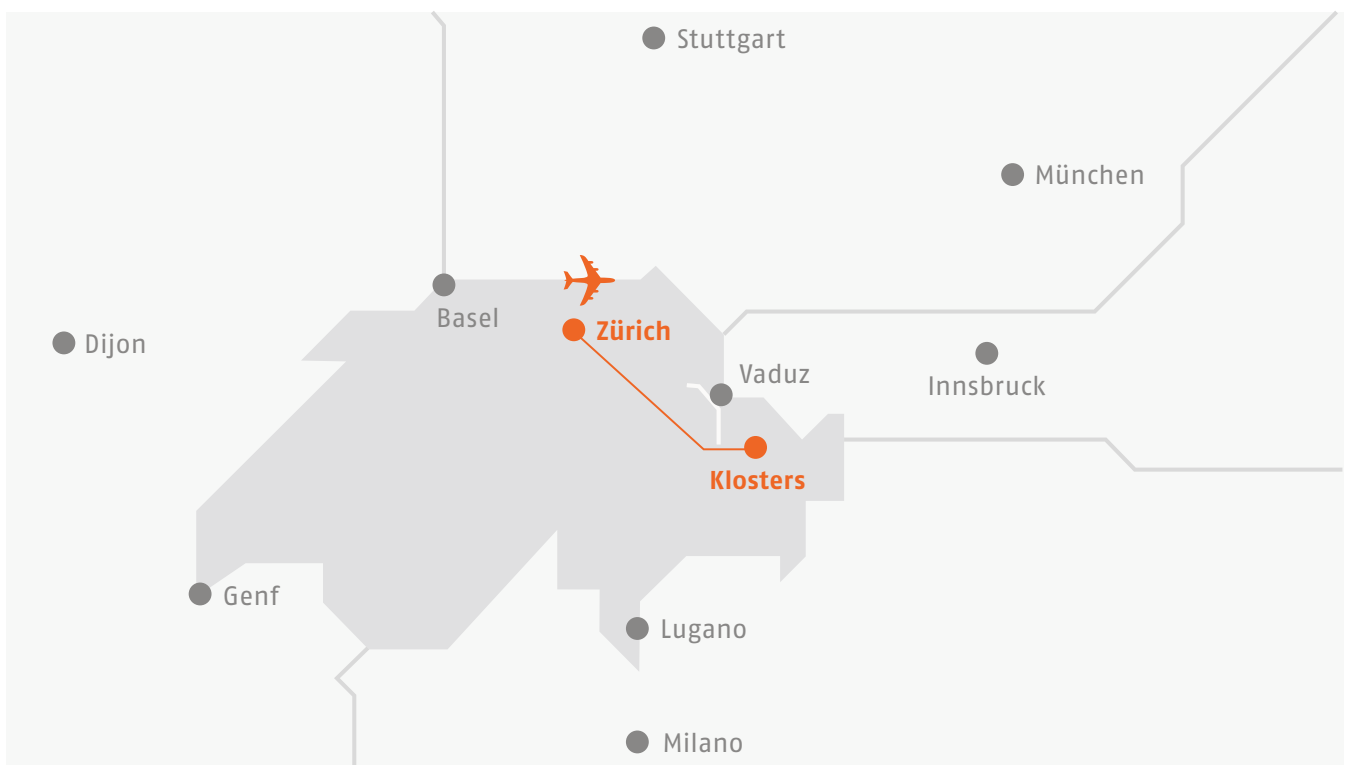 Stuttgart
München
Basel
Zürich
Dijon
Vaduz
Innsbruck
Klosters
Genf
Lugano
Milano